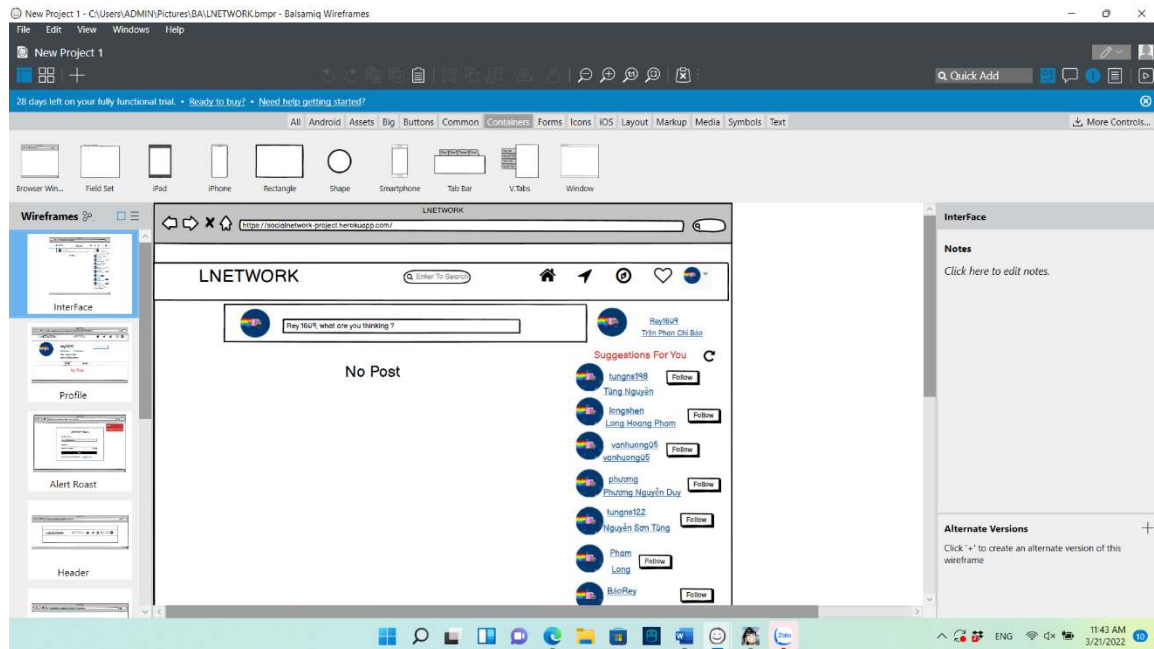 New Project 1 - C:\Users\ADMIN\Pictures\BA\LNETWORK.bmpr - Balsamiq Wireframes
File Edit View Windows Help
New Project 1
Quick Add
28 days left on your fully functional trial. • Ready to buy? • Need help getting started?
All Android Assets Big Buttons Common Containers Forms Icons iOS Layout Markup Media Symbols Text
More Controls...
Browser Win... Field Set iPad iPhone Rectangle Shape Smartphone Tab Bar V.Tabs Window
Wireframes
InterFace
Profile
Alert Roast
Header
LNETWORK
https://socialnetwork-project.herokuapp.com/
LNETWORK
Enter To Search
Rey 1609, what are you thinking ?
No Post
Rey1609
Trần Phan Chí Bảo
Suggestions For You
tungns198
Tùng Nguyễn
Follow
longshen
Long Hoang Pham
Follow
vanhuong05
vanhuong05
Follow
phương
Phương Nguyễn Duy
Follow
tungns122
Nguyễn Sơn Tùng
Follow
Pham
Long
Follow
BảoRey
Follow
InterFace
Notes
Click here to edit notes.
Alternate Versions
Click '+' to create an alternate version of this
wireframe
Zalo
ENG
11:43 AM
3/21/2022
10